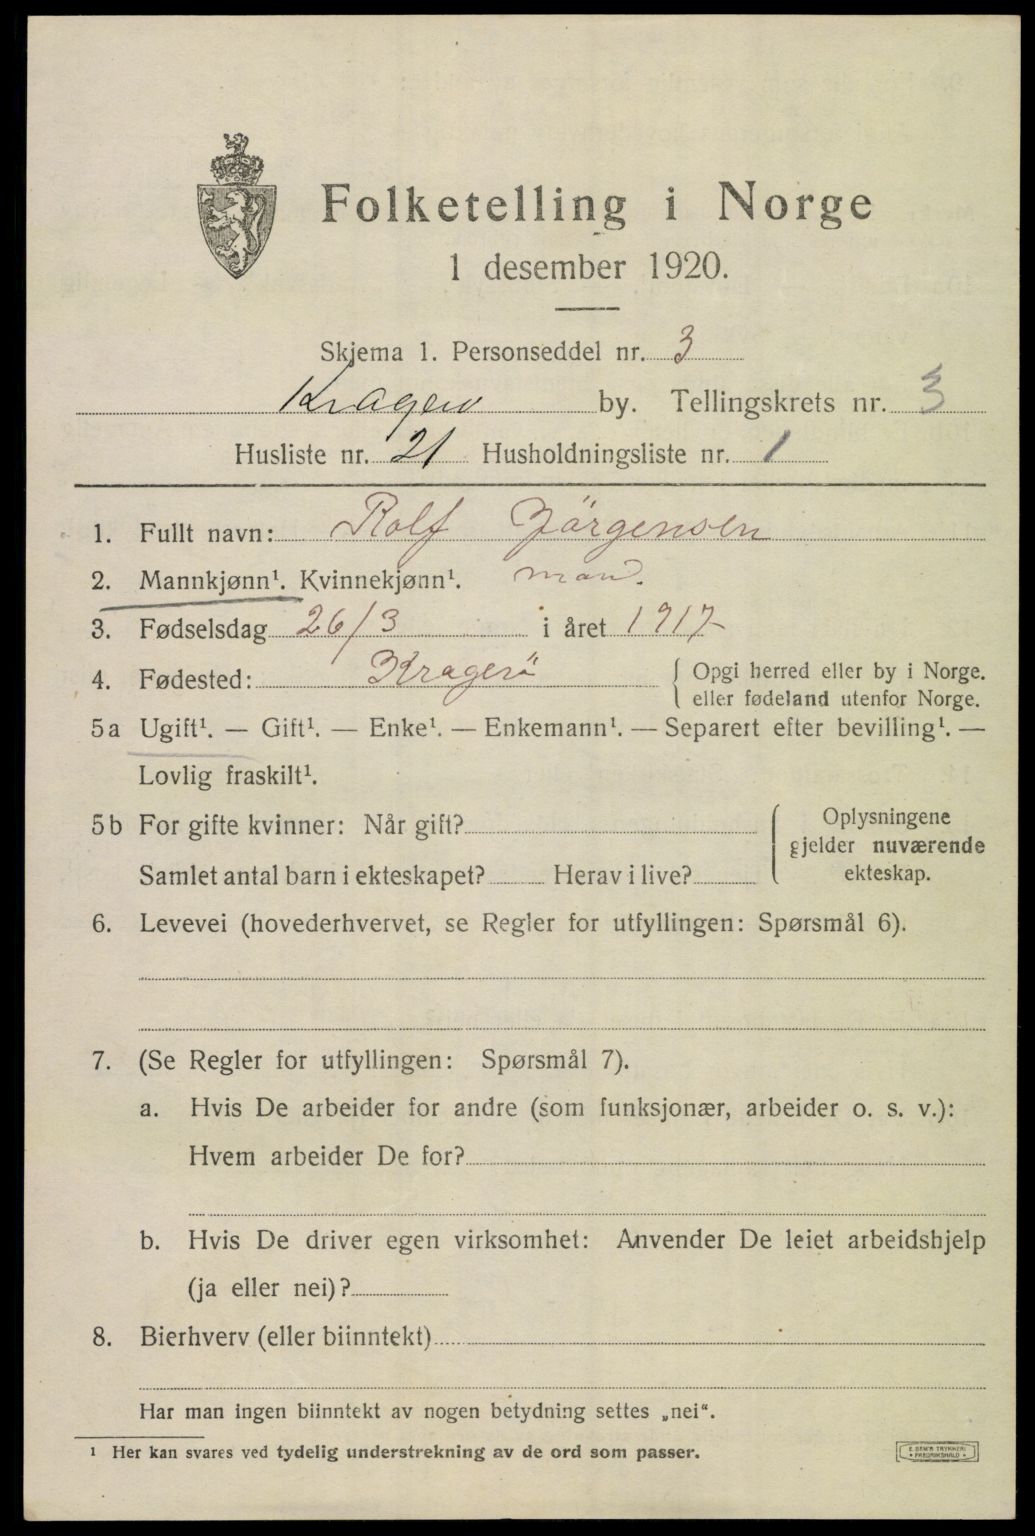 Folketelling i Norge
1 desember 1920.
Skjema 1. Personseddel nr. 3
Kragerø by. Tellingskrets nr. 3
Husliste nr. 21 Husholdningsliste nr. 1
1. Fullt navn: Rolf Jörgensen
2. Mannkjønn¹. Kvinnekjønn¹. man.
3. Fødselsdag 26/3 i året 1917
4. Fødested: Kragerö { Opgi herred eller by i Norge.
eller fødeland utenfor Norge.
5a Ugift¹. — Gift¹. — Enke¹. — Enkemann¹. — Separert efter bevilling¹. —
Lovlig fraskilt¹.
5b For gifte kvinner: Når gift?
Samlet antal barn i ekteskapet? Herav i live?
Oplysningene
gjelder nuværende
ekteskap.
6. Levevei (hovederhvervet, se Regler for utfyllingen: Spørsmål 6).
7. (Se Regler for utfyllingen: Spørsmål 7).
a. Hvis De arbeider for andre (som funksjonær, arbeider o. s. v.):
Hvem arbeider De for?
b. Hvis De driver egen virksomhet: Anvender De leiet arbeidshjelp
(ja eller nei)?
8. Bierhverv (eller biinntekt)
Har man ingen biinntekt av nogen betydning settes „nei“.
¹ Her kan svares ved tydelig understrekning av de ord som passer.
E. SEM'S TRYKKERI
• FREDRIKSHALD •